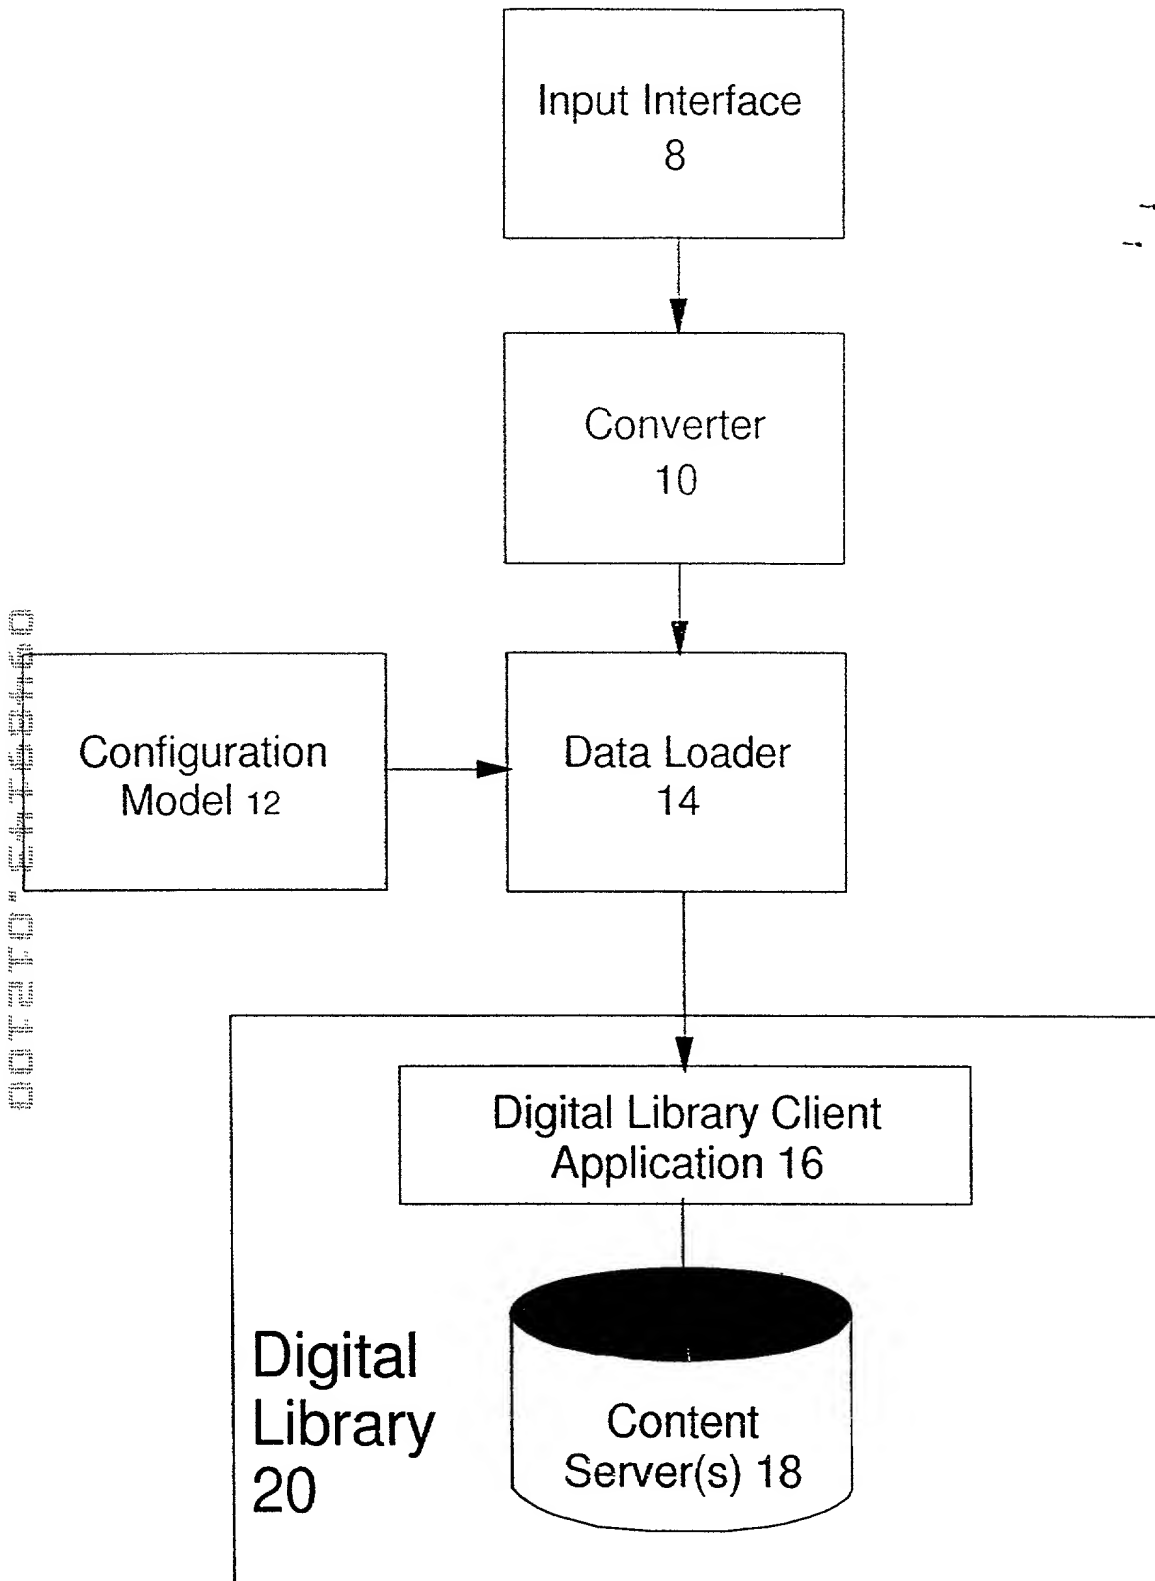 Input Interface
8
Converter
10
Configuration
Model 12
Data Loader
14
Digital Library Client
Application 16
Digital
Library
20
Content
Server(s) 18